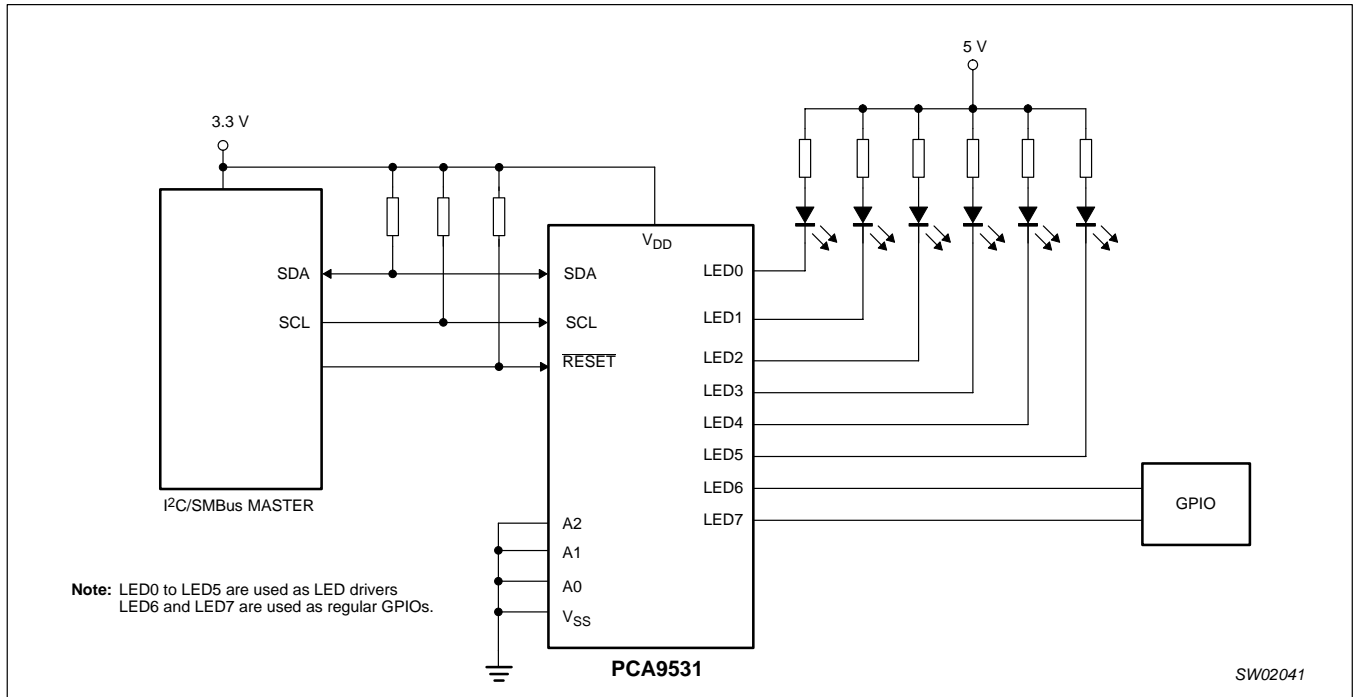 5 V
3.3 V
VDD
SDA
SCL
SDA
SCL
RESET
LED0
LED1
LED2
LED3
LED4
LED5
LED6
LED7
GPIO
I2C/SMBus MASTER
A2
A1
A0
VSS
Note: LED0 to LED5 are used as LED drivers
LED6 and LED7 are used as regular GPIOs.
PCA9531
SW02041